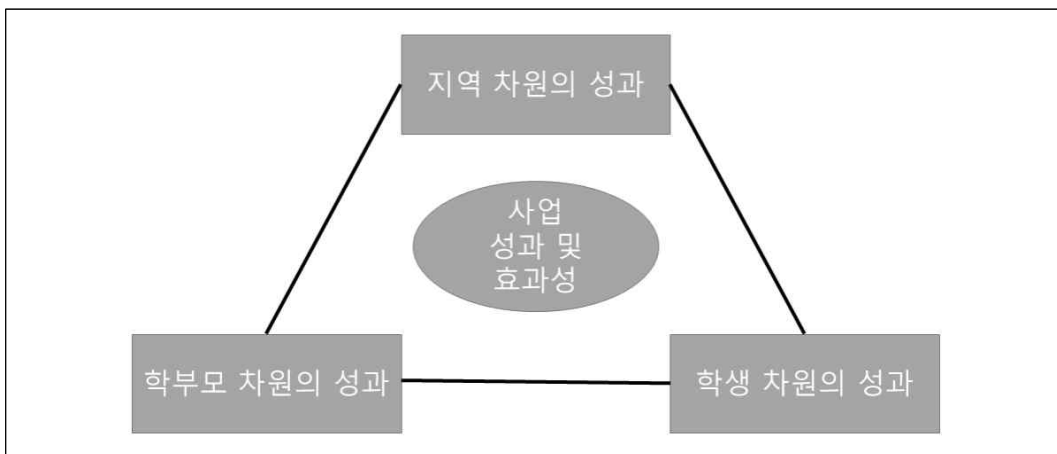 지역 차원의 성과
사업
성과 및
효과성
학부모 차원의 성과
학생 차원의 성과